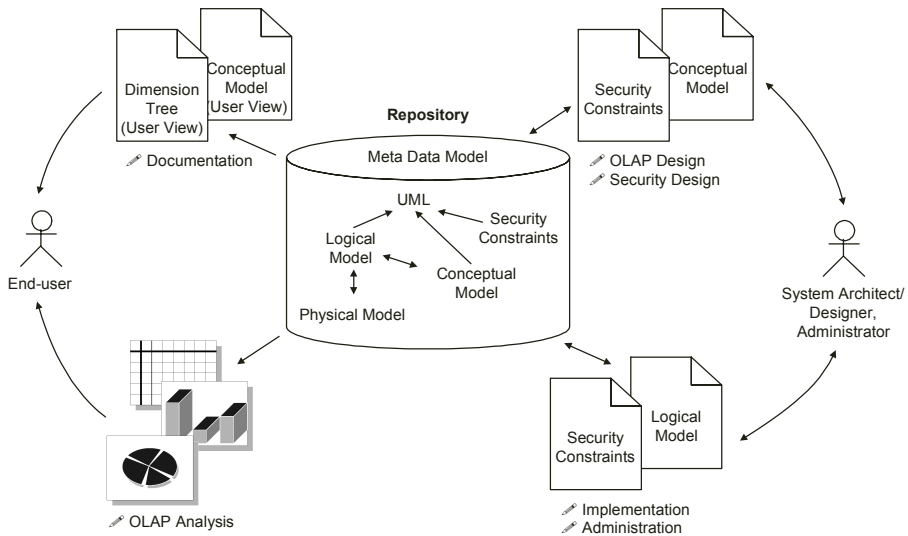 Dimension
Tree
(User View)
Conceptual
Model
(User View)
Documentation
Repository
Meta Data Model
UML
Security
Constraints
Logical
Model
Conceptual
Model
Physical Model
Security
Constraints
Conceptual
Model
OLAP Design
Security Design
End-user
System Architect/
Designer,
Administrator
OLAP Analysis
Security
Constraints
Logical
Model
Implementation
Administration